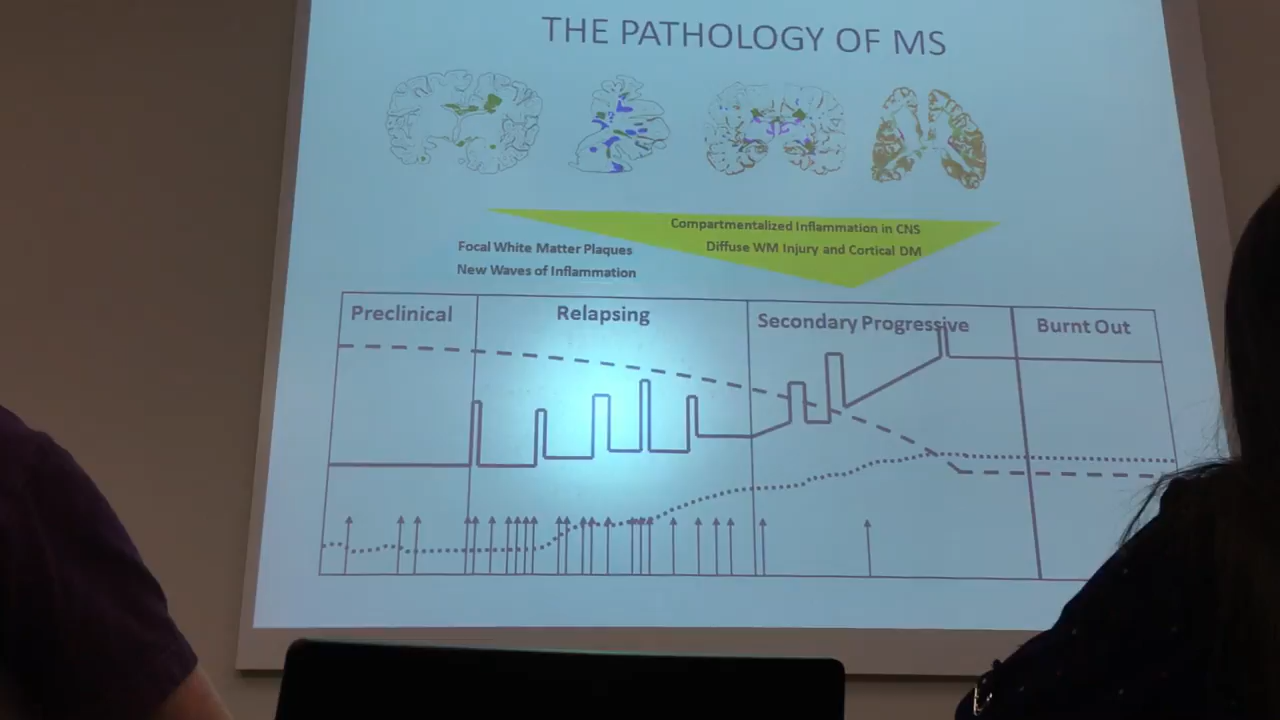 THE PATHOLOGY OF MS
Compartmentalized Inflammation in CNS
Diffuse WM Injury and Cortical DM
Focal White Matter Plaques
New Waves of Inflammation
Preclinical
Relapsing
Secondary Progressive
Burnt Out